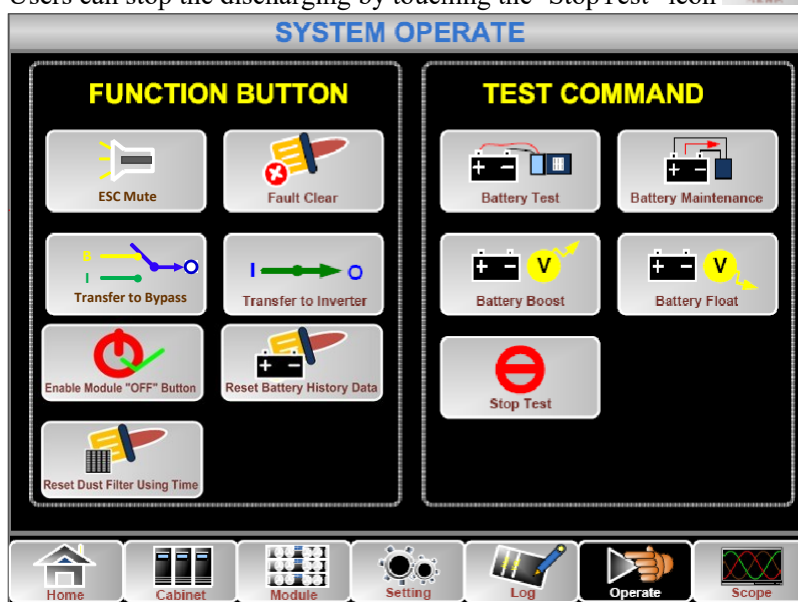 Users can stop the discharging by touching the "StopTest" icon
SYSTEM OPERATE
FUNCTION BUTTON
ESC Mute
Fault Clear
B
I
Transfer to Bypass
I O
Transfer to Inverter
Enable Module "OFF" Button
Reset Battery History Data
Reset Dust Filter Using Time
TEST COMMAND
Battery Test
Battery Maintenance
V
Battery Boost
V
Battery Float
Stop Test
Home
Cabinet
Module
Setting
Log
Operate
Scope